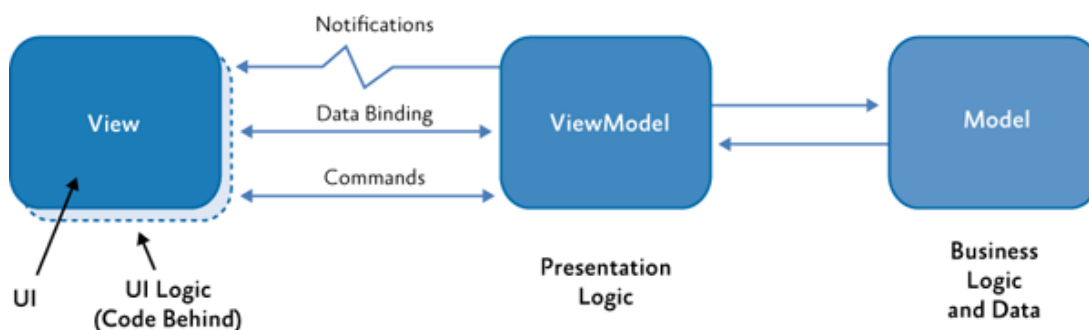 Notifications
View
Data Binding
ViewModel
Model
Commands
UI
UI Logic
(Code Behind)
Presentation
Logic
Business
Logic
and Data